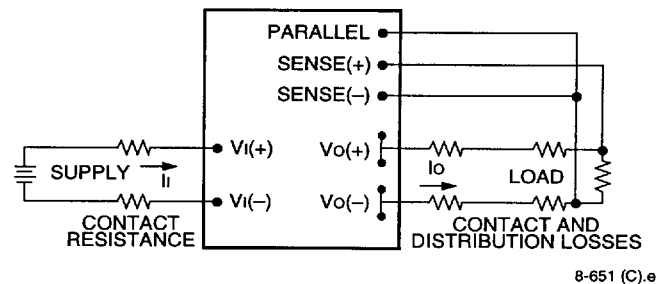 PARALLEL
SENSE(+)
SENSE(–)
VI(+)
VO(+)
SUPPLY
II
IO
LOAD
VI(–)
VO(–)
CONTACT
RESISTANCE
CONTACT AND
DISTRIBUTION LOSSES
8-651 (C).e